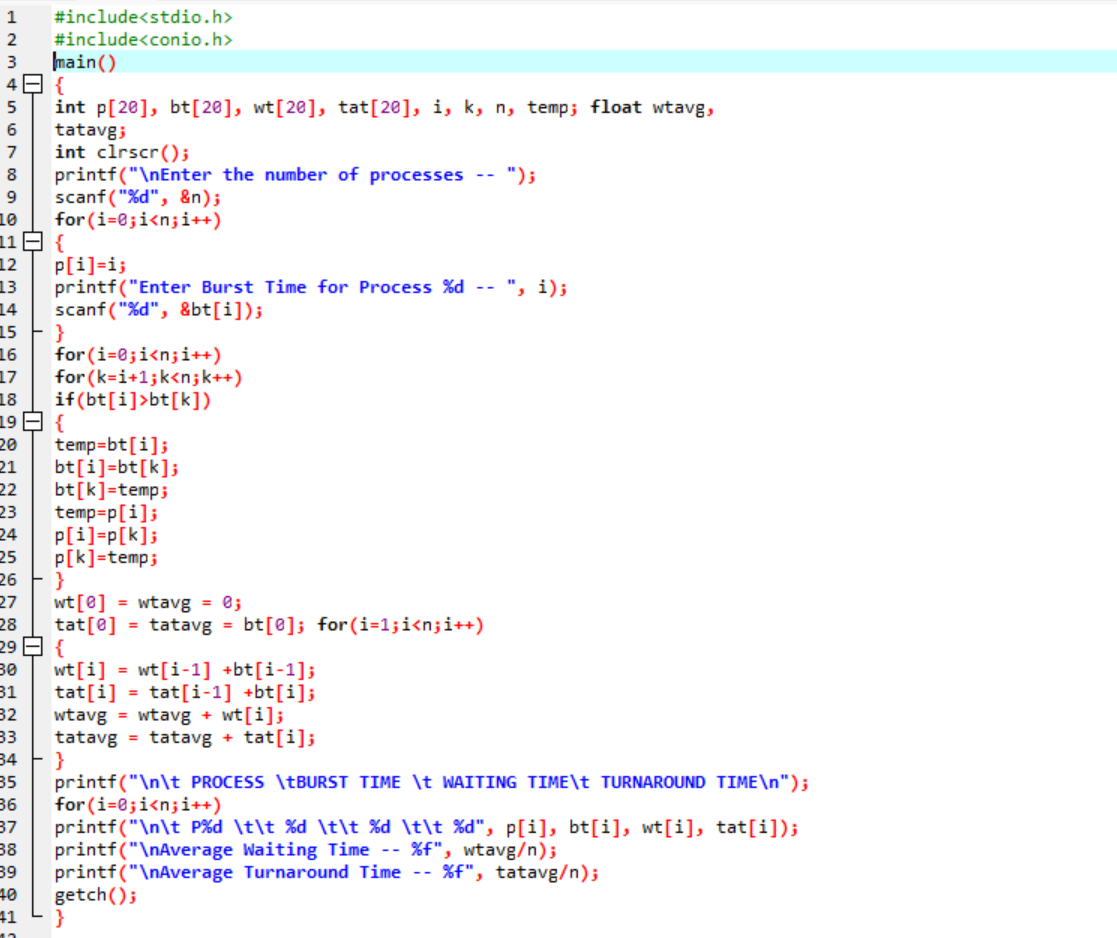 1 #include<stdio.h>
2 #include<conio.h>
3 main()
4 {
5 int p[20], bt[20], wt[20], tat[20], i, k, n, temp; float wtavg,
6 tatavg;
7 int clrscr();
8 printf("\nEnter the number of processes -- ");
9 scanf("%d", &n);
10 for(i=0;i<n;i++)
11 {
12 p[i]=i;
13 printf("Enter Burst Time for Process %d -- ", i);
14 scanf("%d", &bt[i]);
15 }
16 for(i=0;i<n;i++)
17 for(k=i+1;k<n;k++)
18 if(bt[i]>bt[k])
19 {
20 temp=bt[i];
21 bt[i]=bt[k];
22 bt[k]=temp;
23 temp=p[i];
24 p[i]=p[k];
25 p[k]=temp;
26 }
27 wt[0] = wtavg = 0;
28 tat[0] = tatavg = bt[0]; for(i=1;i<n;i++)
29 {
30 wt[i] = wt[i-1] +bt[i-1];
31 tat[i] = tat[i-1] +bt[i];
32 wtavg = wtavg + wt[i];
33 tatavg = tatavg + tat[i];
34 }
35 printf("\n\t PROCESS \tBURST TIME \t WAITING TIME\t TURNAROUND TIME\n");
36 for(i=0;i<n;i++)
37 printf("\n\t P%d \t\t %d \t\t %d \t\t %d", p[i], bt[i], wt[i], tat[i]);
38 printf("\nAverage Waiting Time -- %f", wtavg/n);
39 printf("\nAverage Turnaround Time -- %f", tatavg/n);
40 getch();
41 }